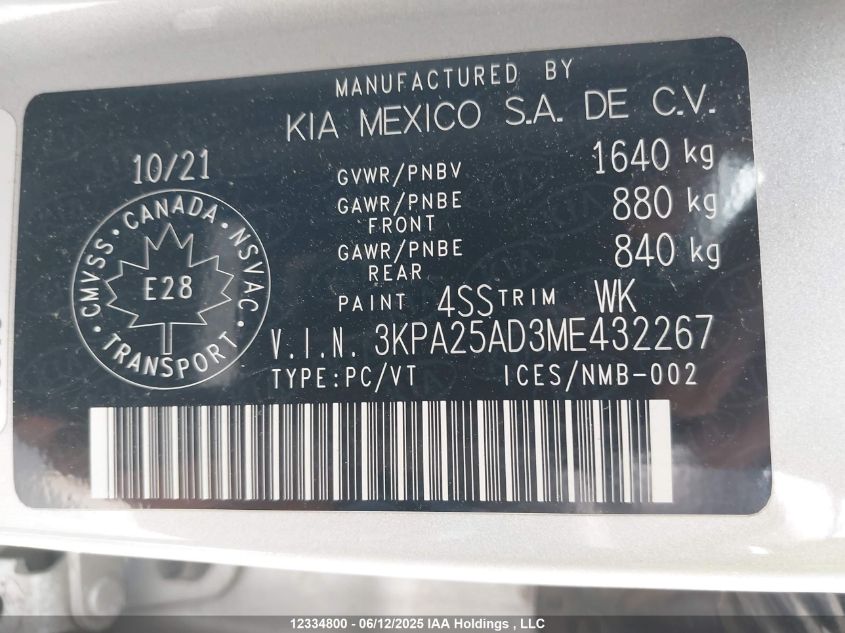 MANUFACTURED BY
KIA MEXICO S.A. DE C.V.
10/21
GVWR/PNBV 1640 kg
GAWR/PNBE FRONT 880 kg
GAWR/PNBE REAR 840 kg
PAINT 4SS TRIM WK
CMVSS · CANADA · NSVAC · TRANSPORT ·
E28
V.I.N. 3KPA25AD3ME432267
TYPE:PC/VT ICES/NMB-002
12334800 - 06/12/2025 IAA Holdings , LLC